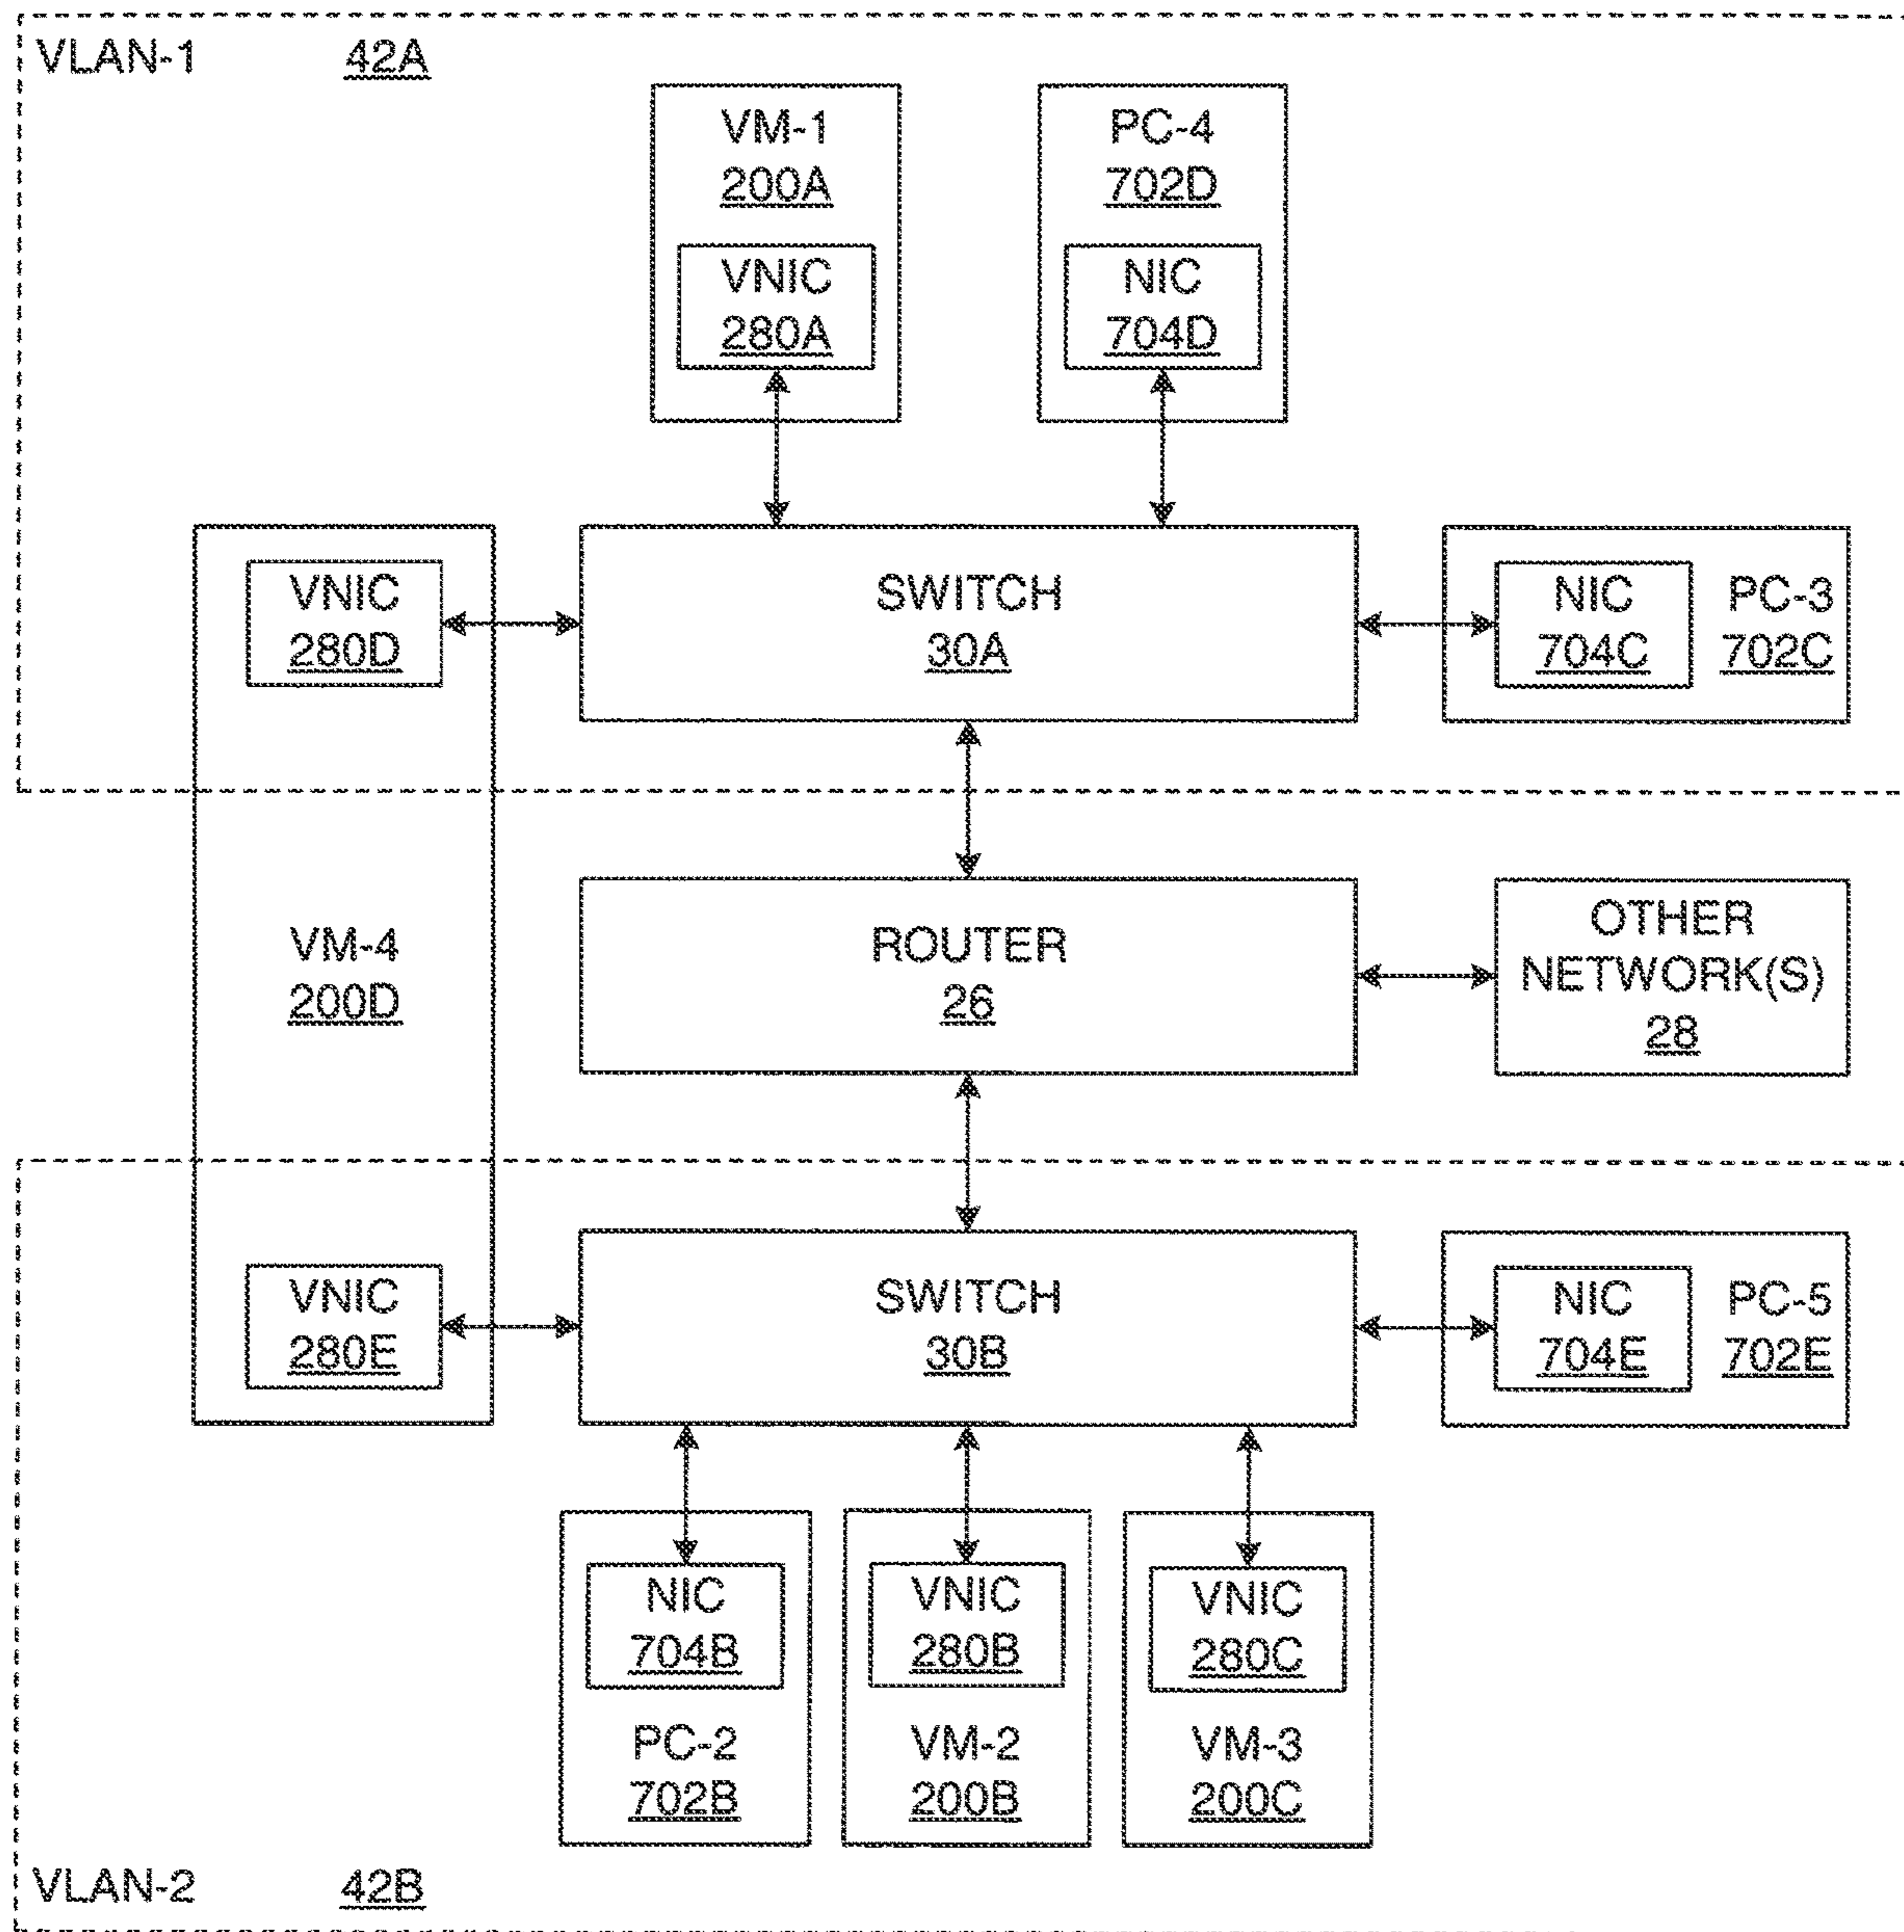 VLAN-1 42A
VM-1
200A
VNIC
280A
PC-4
702D
NIC
704D
VNIC
280D
SWITCH
30A
NIC
704C
PC-3
702C
VM-4
200D
ROUTER
26
OTHER
NETWORK(S)
28
VNIC
280E
SWITCH
30B
NIC
704E
PC-5
702E
NIC
704B
PC-2
702B
VNIC
280B
VM-2
200B
VNIC
280C
VM-3
200C
VLAN-2 42B